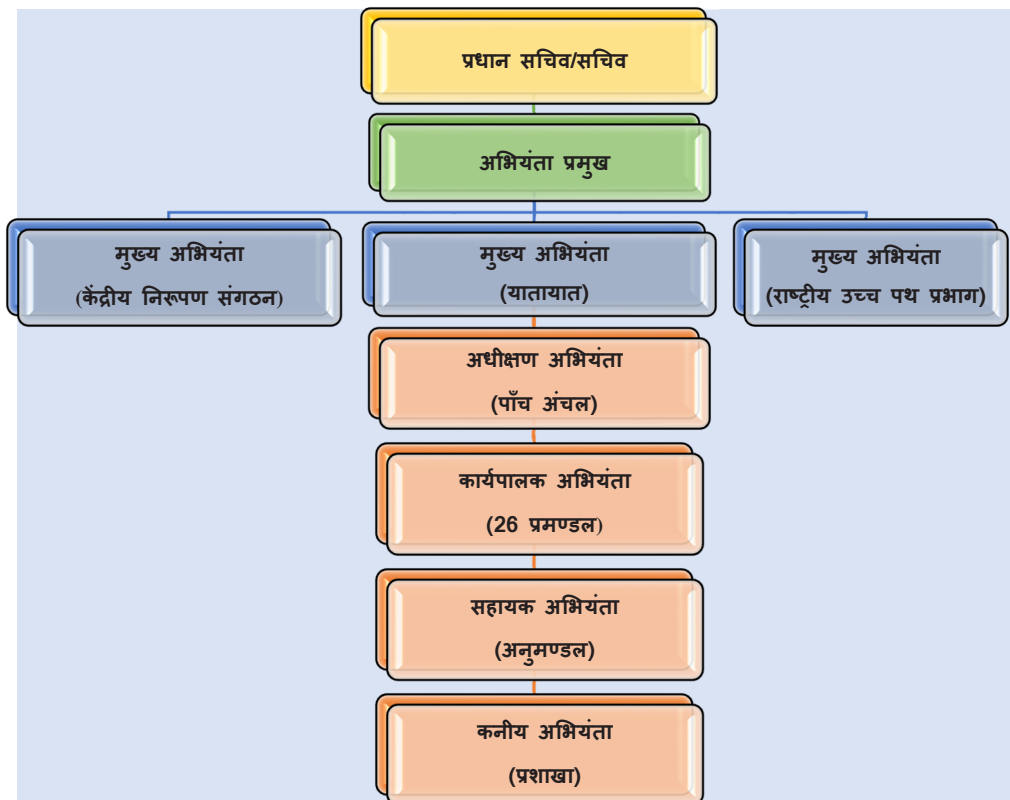 प्रधान सचिव/सचिव
अभियंता प्रमुख
मुख्य अभियंता
(केंद्रीय निरूपण संगठन)
मुख्य अभियंता
(यातायात)
मुख्य अभियंता
(राष्ट्रीय उच्च पथ प्रभाग)
अधीक्षण अभियंता
(पाँच अंचल)
कार्यपालक अभियंता
(26 प्रमण्डल)
सहायक अभियंता
(अनुमण्डल)
कनीय अभियंता
(प्रशाखा)